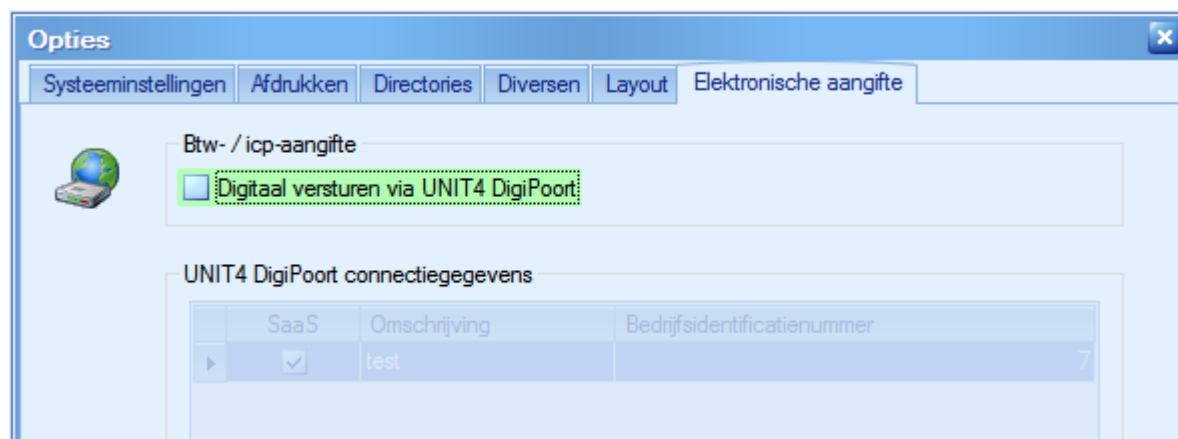 Opties
Systeeminstellingen Afdrukken Directories Diversen Layout Elektronische aangifte
Btw- / icp-aangifte
Digitaal versturen via UNIT4 DigiPoort
UNIT4 DigiPoort connectiegegevens
SaaS Omschrijving Bedrijfsidentificatienummer
test 7